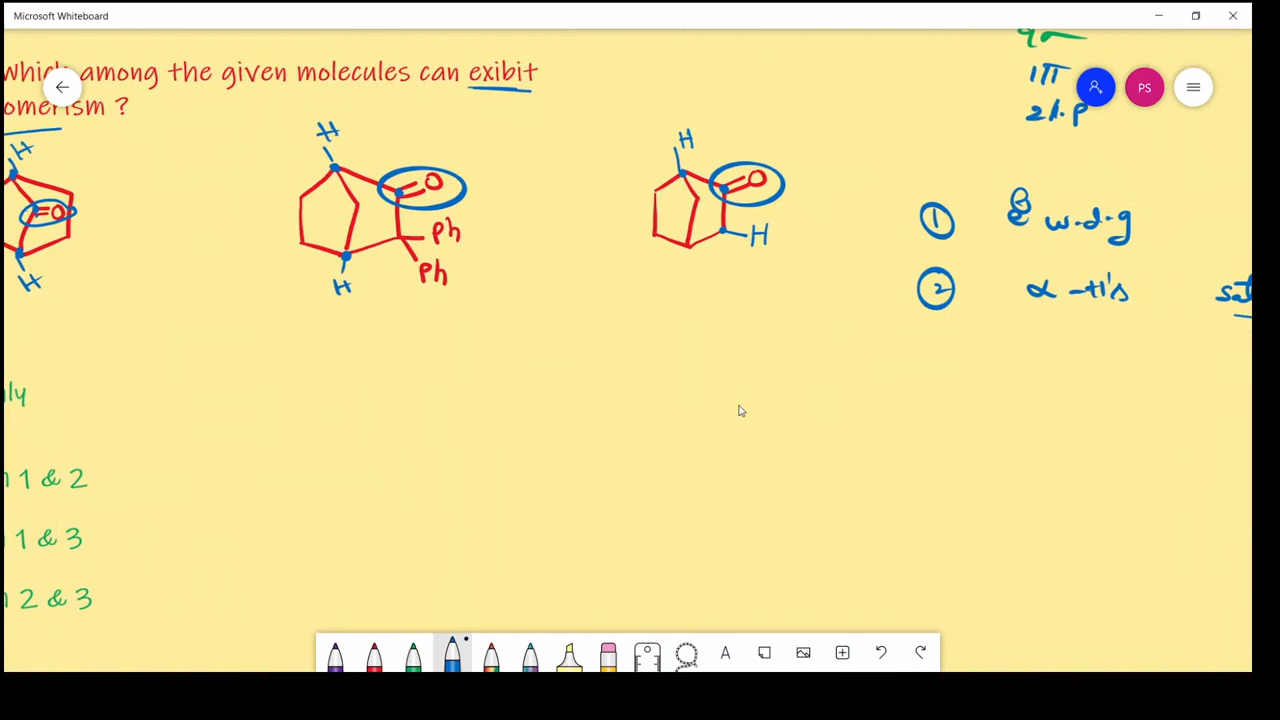 Microsoft Whiteboard
which among the given molecules can exibit
omerism ?
PS
1π
2l.p
H
=O
H
H
=O
Ph
Ph
H
H
=O
H
① w.d.g
② α -H's
nly
1 & 2
1 & 3
2 & 3
A